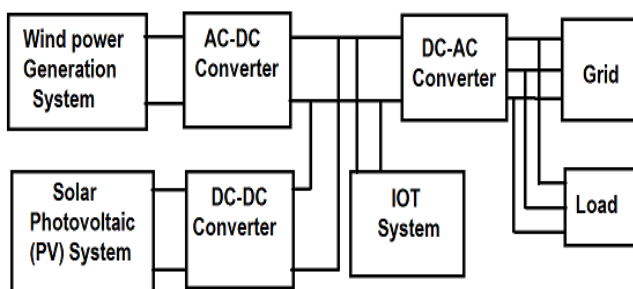 Wind power
Generation
System
AC-DC
Converter
DC-AC
Converter
Grid
Solar
Photovoltaic
(PV) System
DC-DC
Converter
IOT
System
Load